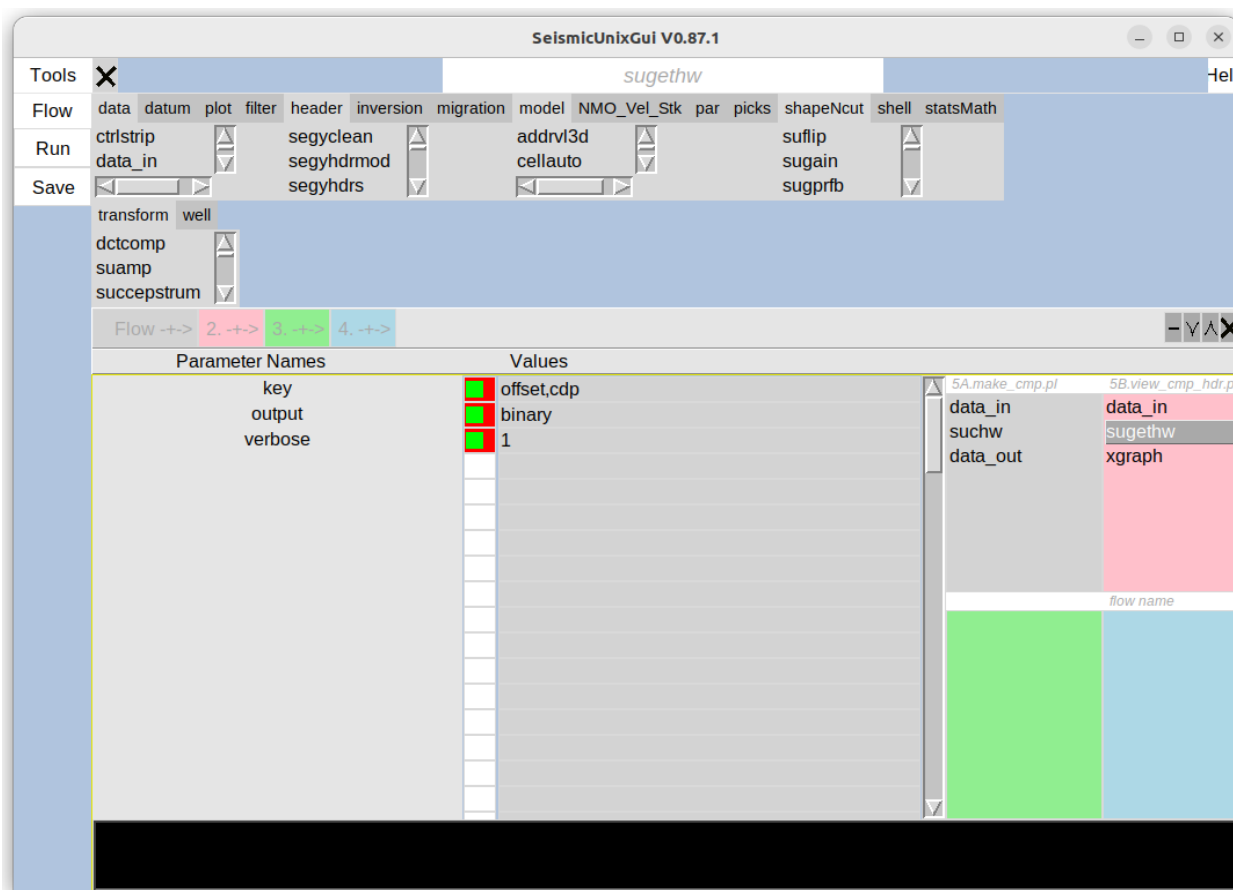 SeismicUnixGui V0.87.1
Tools sugethw Hel
Flow data datum plot filter header inversion migration model NMO_Vel_Stk par picks shapeNcut shell statsMath
ctrlstrip segyclean addrvl3d suflip
Run
data_in segyhdrmod cellauto sugain
Save segyhdrs sugprfb
transform well
dctcomp
suamp
succepstrum
Flow -+-> 2. -+-> 3. -+-> 4. -+->
Parameter Names Values
key offset,cdp 5A.make_cmp.pl 5B.view_cmp_hdr.p
output binary data_in data_in
verbose 1 suchw sugethw
data_out xgraph
flow name